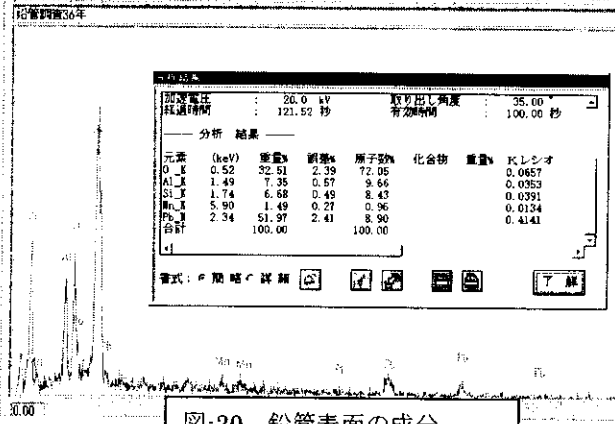 鉛管調査36年
分析結果
加速電圧 : 20.0 kV 取り出し角度 : 35.00 °
経過時間 : 121.52 秒 有効時間 : 100.00 秒
—— 分析 結果 ——
元素 (keV) 重量% 誤差% 原子数% 化合物 重量% Kレシオ
O _K 0.52 32.51 2.39 72.05 0.0657
Al_K 1.49 7.35 0.57 9.66 0.0353
Si_K 1.74 6.68 0.49 8.43 0.0391
Mn_K 5.90 1.49 0.27 0.96 0.0134
Pb_M 2.34 51.97 2.41 8.90 0.4141
合計 100.00 100.00
書式 : 簡 略 詳 細 了 解
Al
Mn Mn Pb
0.00
図-20 鉛管表面の成分